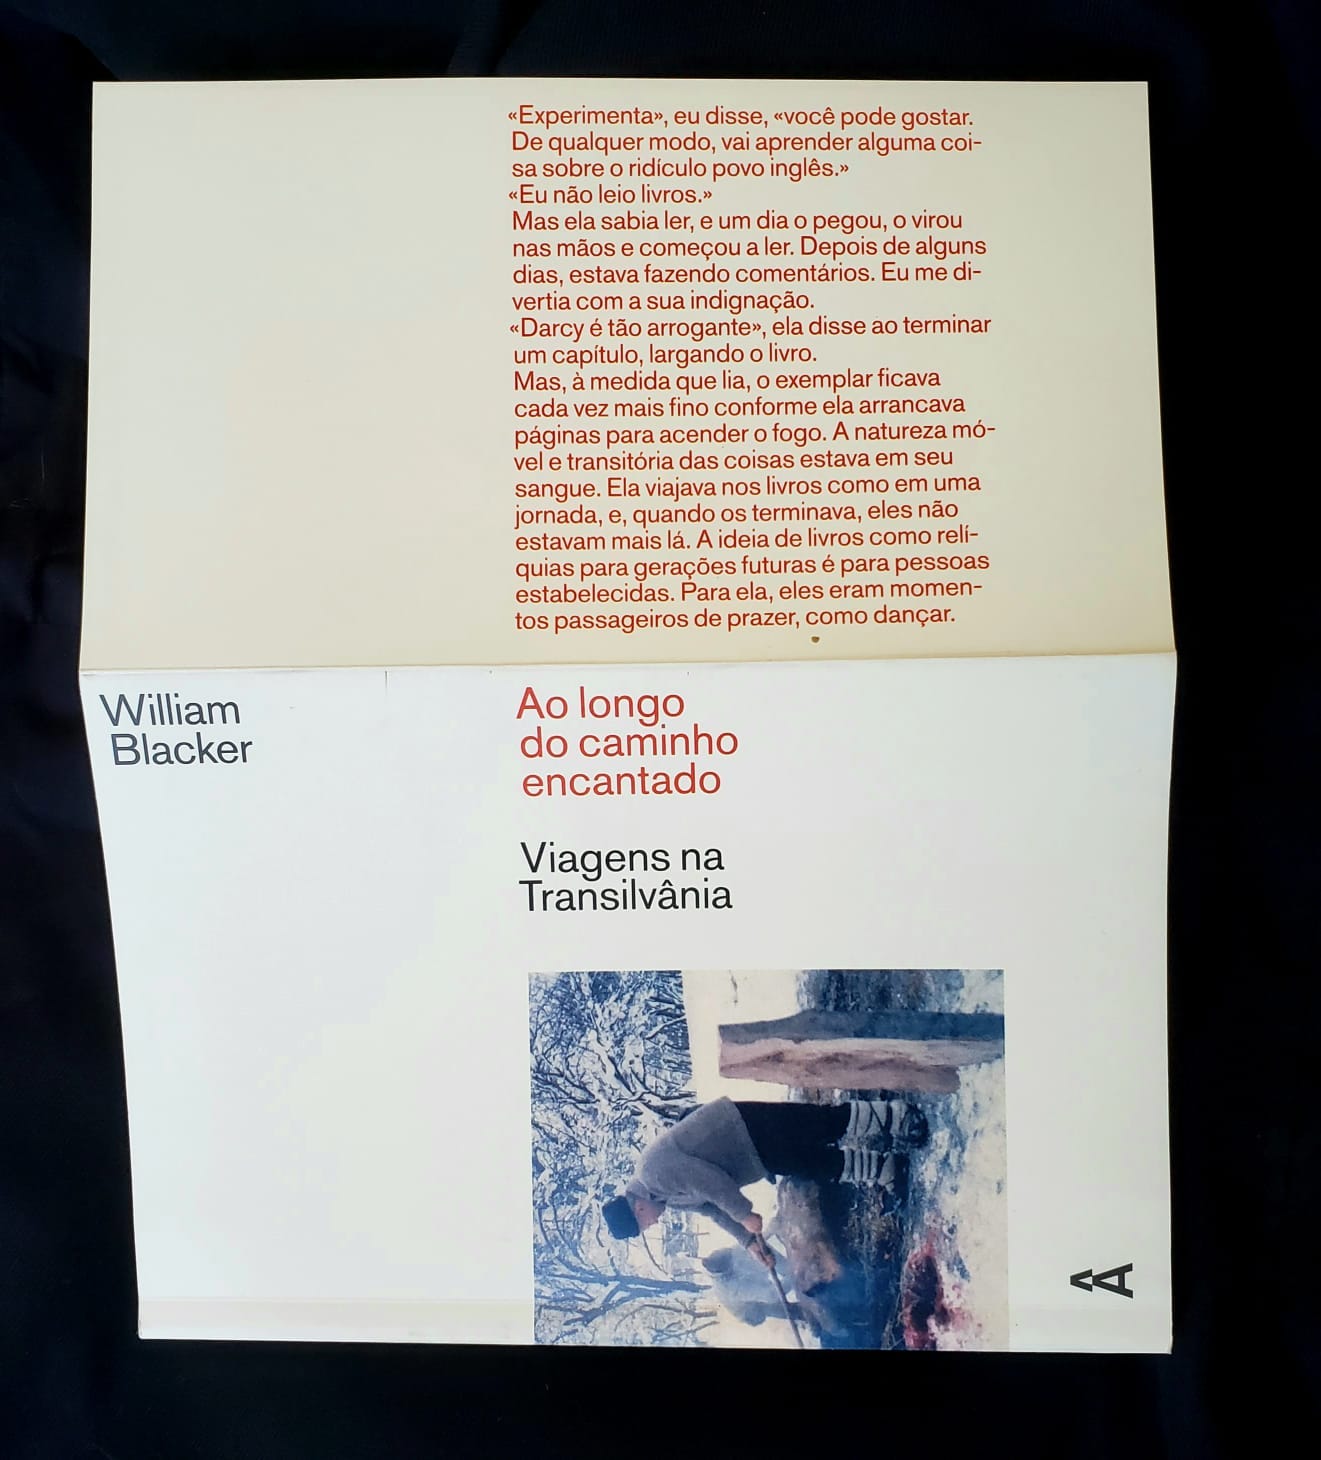 «Experimenta», eu disse, «você pode gostar.
De qualquer modo, vai aprender alguma coi-
sa sobre o ridículo povo inglês.»
«Eu não leio livros.»
Mas ela sabia ler, e um dia o pegou, o virou
nas mãos e começou a ler. Depois de alguns
dias, estava fazendo comentários. Eu me di-
vertia com a sua indignação.
«Darcy é tão arrogante», ela disse ao terminar
um capítulo, largando o livro.
Mas, à medida que lia, o exemplar ficava
cada vez mais fino conforme ela arrancava
páginas para acender o fogo. A natureza mó-
vel e transitória das coisas estava em seu
sangue. Ela viajava nos livros como em uma
jornada, e, quando os terminava, eles não
estavam mais lá. A ideia de livros como relí-
quias para gerações futuras é para pessoas
estabelecidas. Para ela, eles eram momen-
tos passageiros de prazer, como dançar.
William
Blacker
Ao longo
do caminho
encantado
Viagens na
Transilvânia
Â